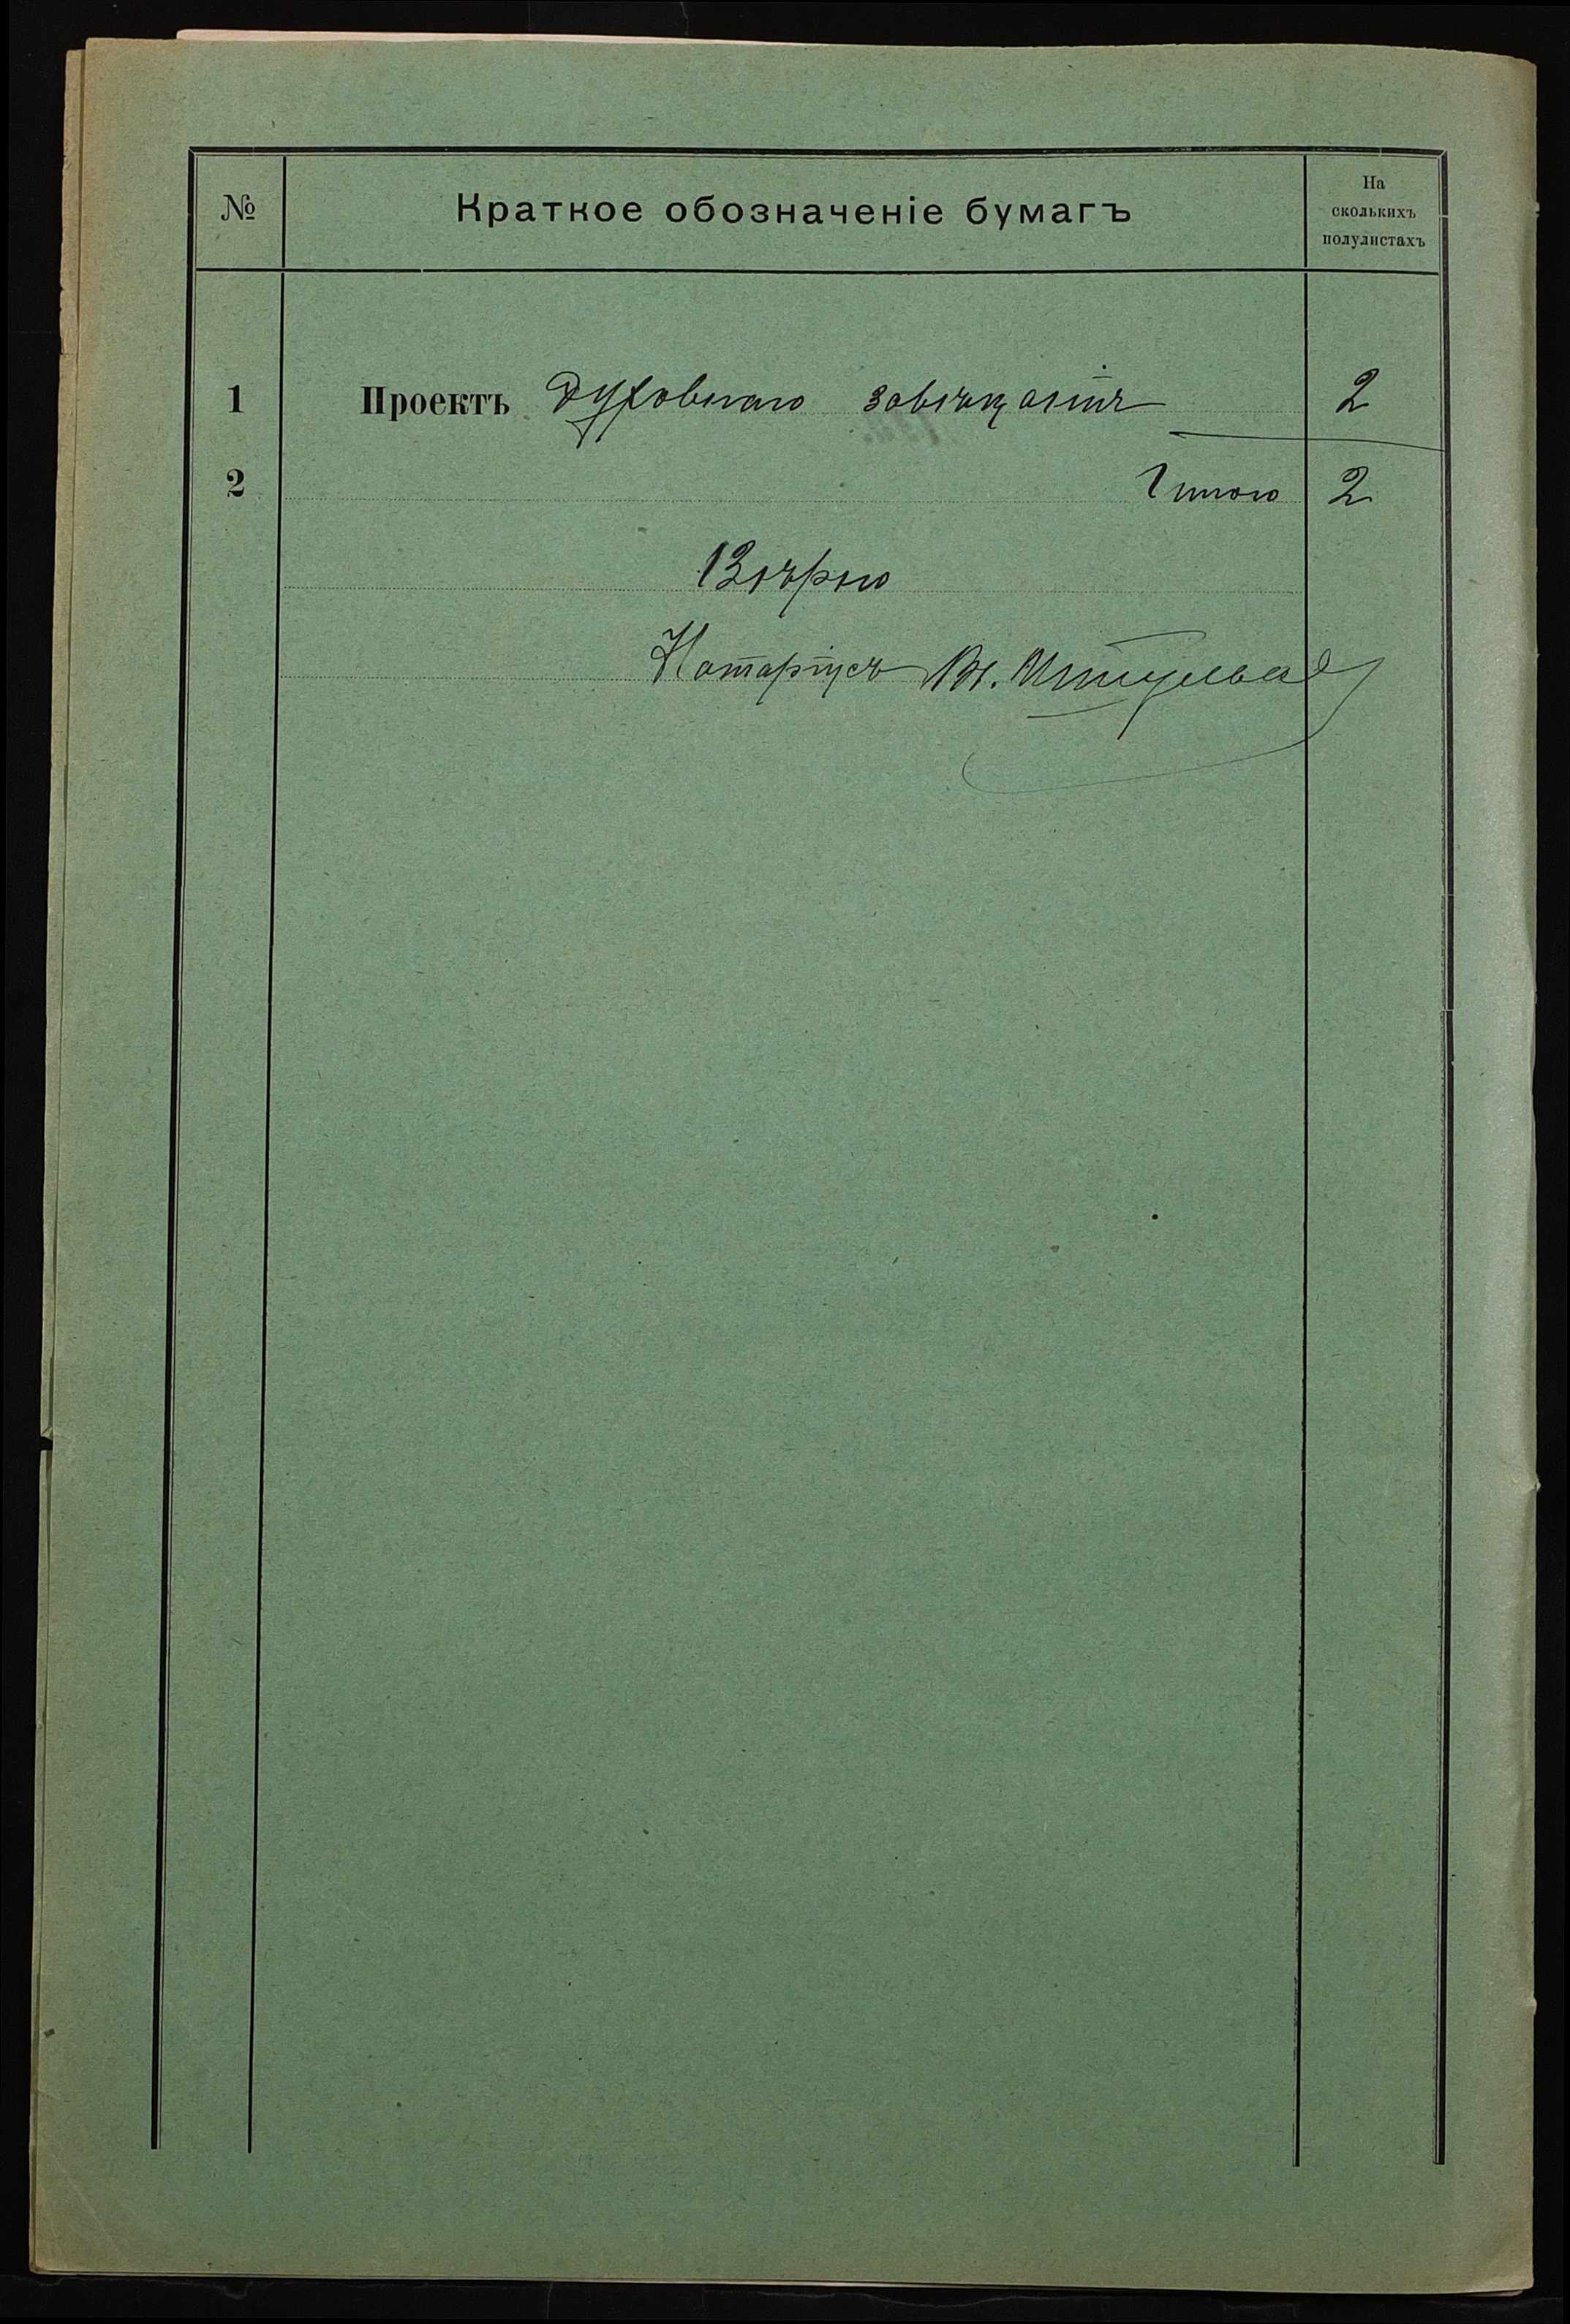 №
Краткое обозначеніе бумагъ
На
сколькихъ
полулистахъ
1 Проектъ духовнаго завѣщанія 2
2 Итого 2
Вѣрно
Нотаріусъ